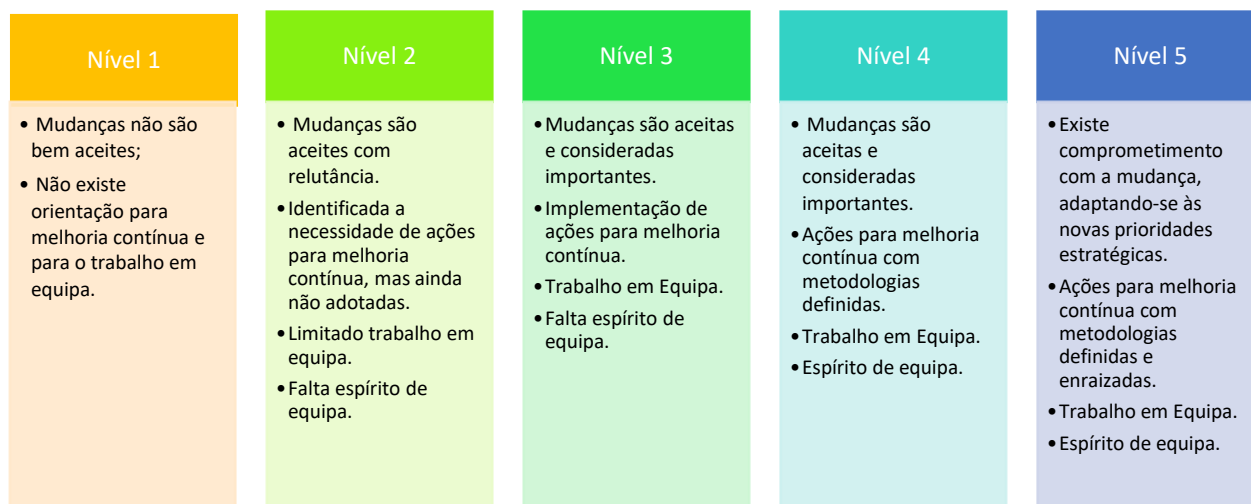 Nível 1
• Mudanças não são
bem aceites;
• Não existe
orientação para
melhoria contínua e
para o trabalho em
equipa.
Nível 2
• Mudanças são
aceites com
relutância.
• Identificada a
necessidade de ações
para melhoria
contínua, mas ainda
não adotadas.
• Limitado trabalho em
equipa.
• Falta espírito de
equipa.
Nível 3
• Mudanças são aceitas
e consideradas
importantes.
• Implementação de
ações para melhoria
contínua.
• Trabalho em Equipa.
• Falta espírito de
equipa.
Nível 4
• Mudanças são
aceitas e
consideradas
importantes.
• Ações para melhoria
contínua com
metodologias
definidas.
• Trabalho em Equipa.
• Espírito de equipa.
Nível 5
• Existe
comprometimento
com a mudança,
adaptando-se às
novas prioridades
estratégicas.
• Ações para melhoria
contínua com
metodologias
definidas e
enraizadas.
• Trabalho em Equipa.
• Espírito de equipa.